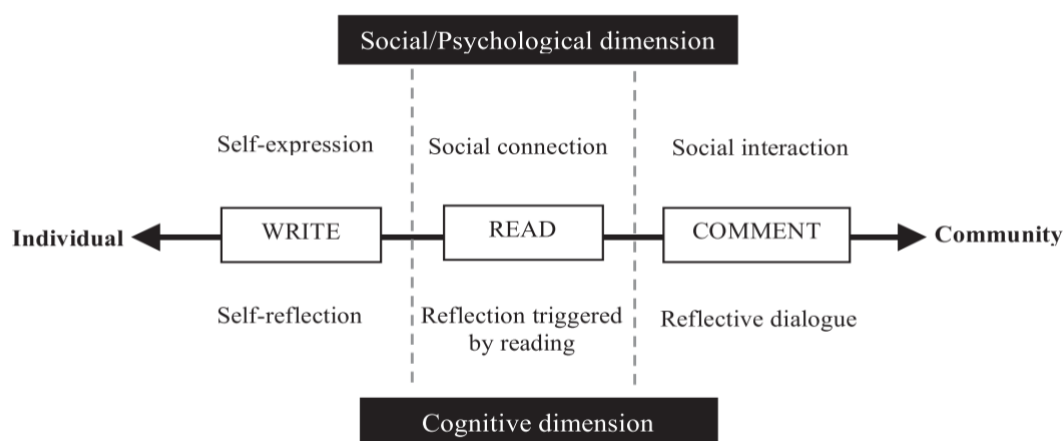 Social/Psychological dimension
Self-expression
Social connection
Social interaction
Individual
WRITE
READ
COMMENT
Community
Self-reflection
Reflection triggered
by reading
Reflective dialogue
Cognitive dimension